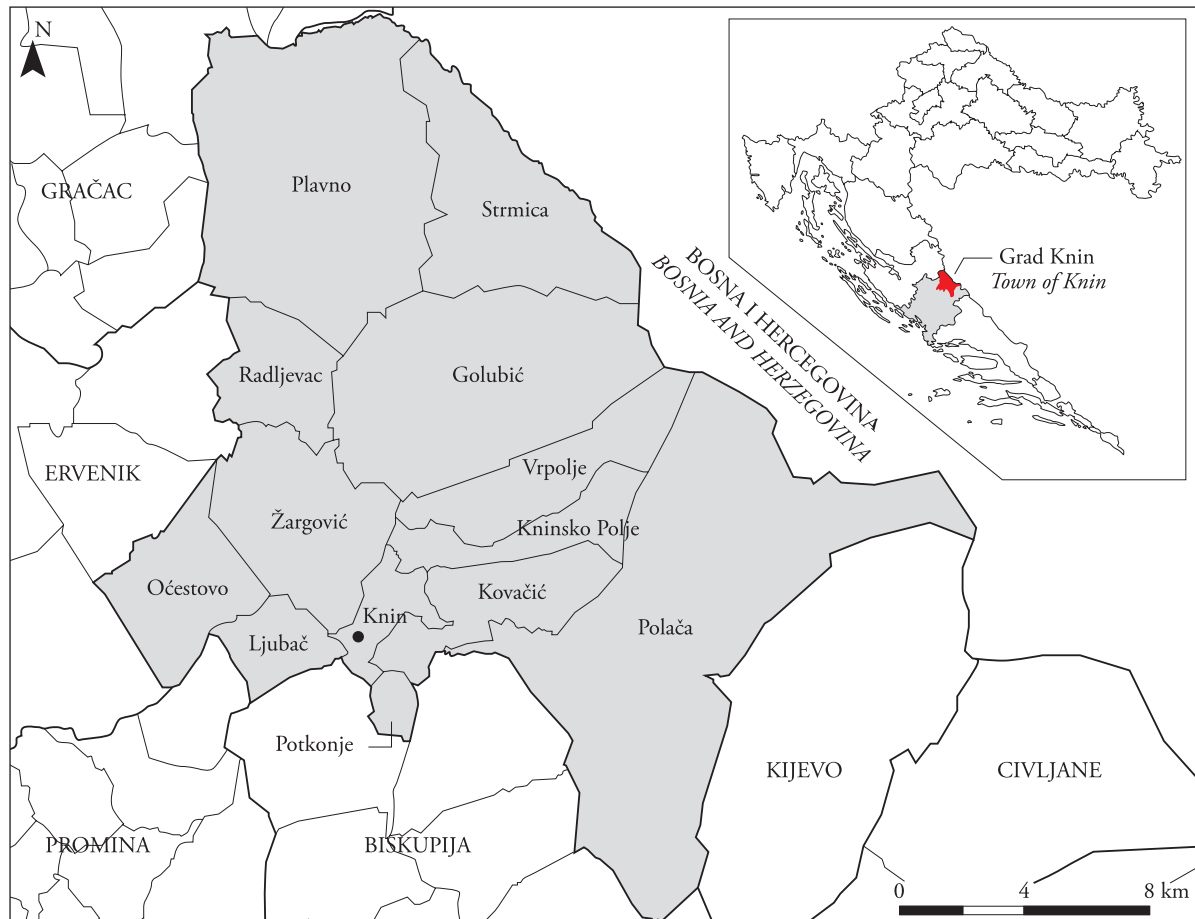 N
GRAČAC
Plavno
Strmica
BOSNA I HERCEGOVINA
BOSNIA AND HERZEGOVINA
Grad Knin
Town of Knin
Radljevac
Golubić
ERVENIK
Vrpolje
Žargović
Kninsko Polje
Oćestovo
Kovačić
Knin
Ljubač
Polača
Potkonje
KIJEVO
CIVLJANE
PROMINA
BISKUPIJA
0 4 8 km